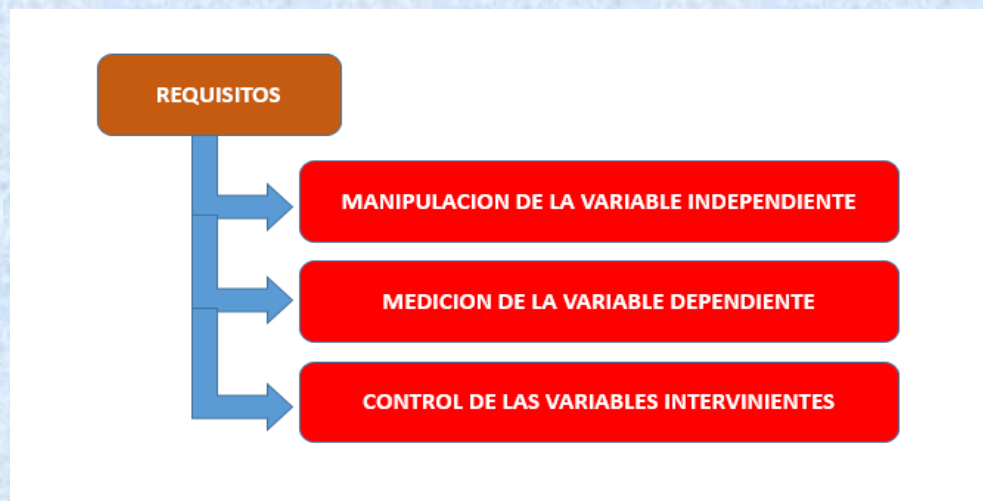 REQUISITOS
MANIPULACION DE LA VARIABLE INDEPENDIENTE
MEDICION DE LA VARIABLE DEPENDIENTE
CONTROL DE LAS VARIABLES INTERVINIENTES